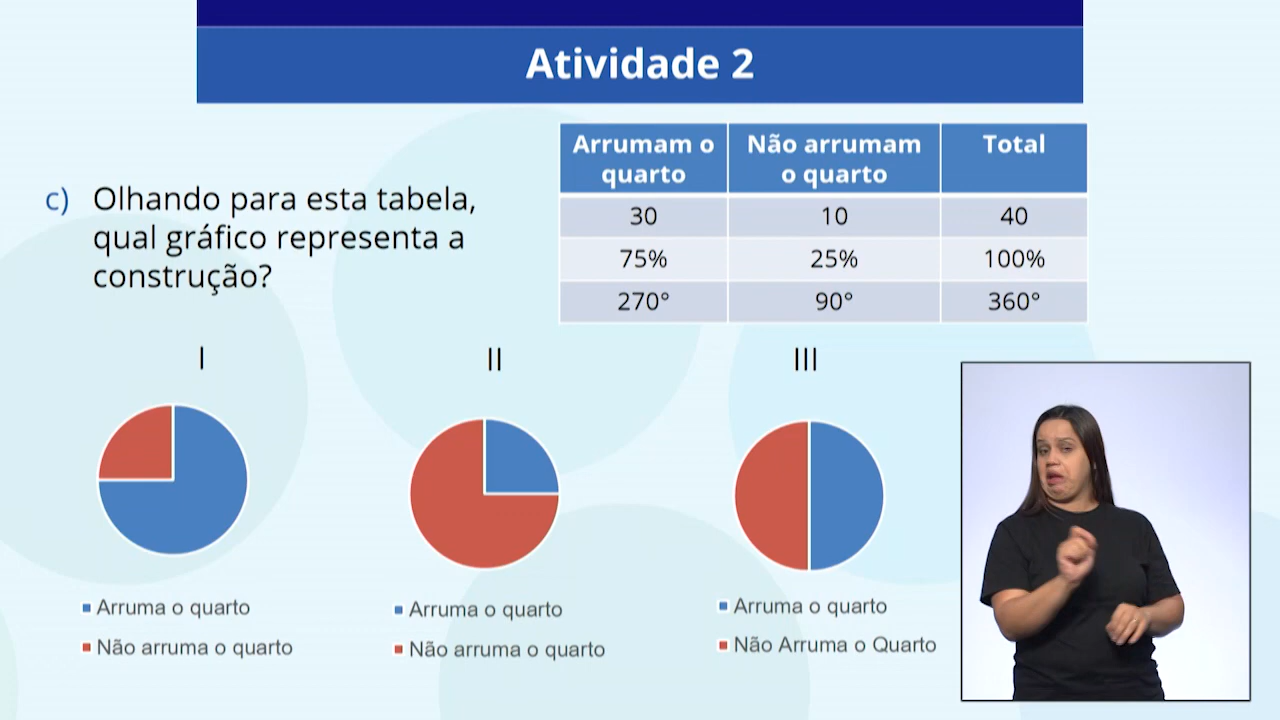 Atividade 2
c) Olhando para esta tabela,
qual gráfico representa a
construção?
Arrumam o quarto Não arrumam o quarto Total
30 10 40
75% 25% 100%
270° 90° 360°
I II III
Arruma o quarto
Não arruma o quarto
Arruma o quarto
Não arruma o quarto
Arruma o quarto
Não Arruma o Quarto